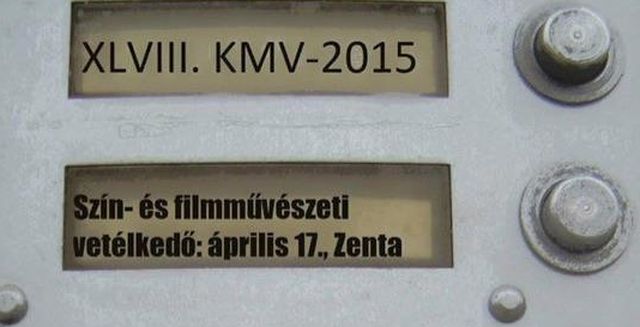 XLVIII. KMV-2015
Szín- és filmművészeti
vetélkedő: április 17., Zenta